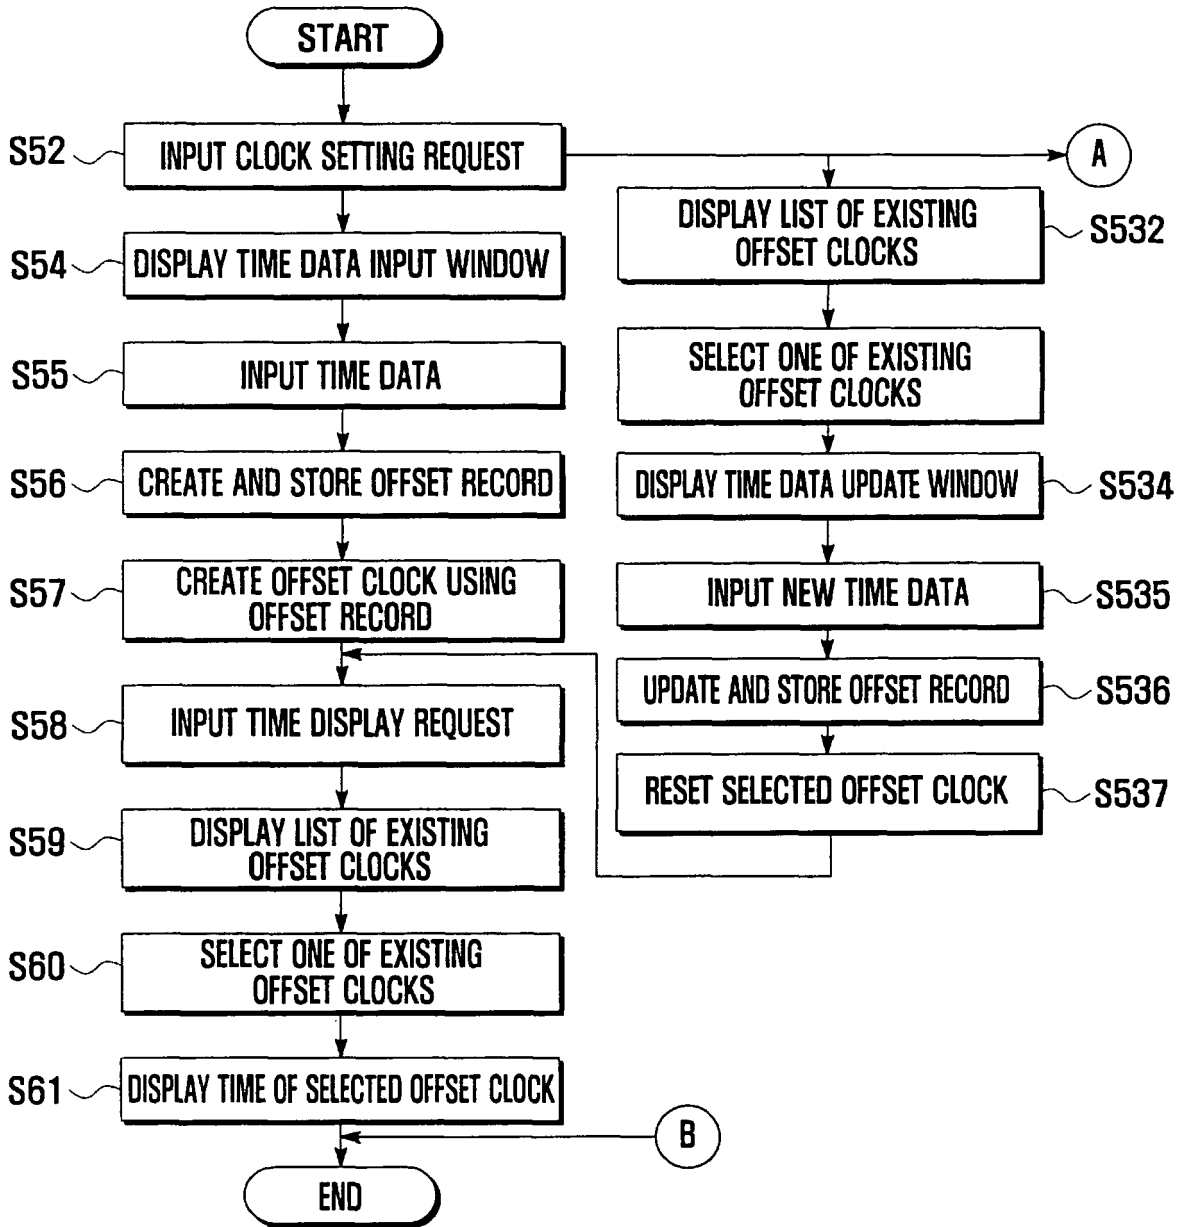 START
S52
INPUT CLOCK SETTING REQUEST
A
S54
DISPLAY TIME DATA INPUT WINDOW
S55
INPUT TIME DATA
S56
CREATE AND STORE OFFSET RECORD
S57
CREATE OFFSET CLOCK USING
OFFSET RECORD
S58
INPUT TIME DISPLAY REQUEST
S59
DISPLAY LIST OF EXISTING
OFFSET CLOCKS
S60
SELECT ONE OF EXISTING
OFFSET CLOCKS
S61
DISPLAY TIME OF SELECTED OFFSET CLOCK
B
END
DISPLAY LIST OF EXISTING
OFFSET CLOCKS
S532
SELECT ONE OF EXISTING
OFFSET CLOCKS
DISPLAY TIME DATA UPDATE WINDOW
S534
INPUT NEW TIME DATA
S535
UPDATE AND STORE OFFSET RECORD
S536
RESET SELECTED OFFSET CLOCK
S537